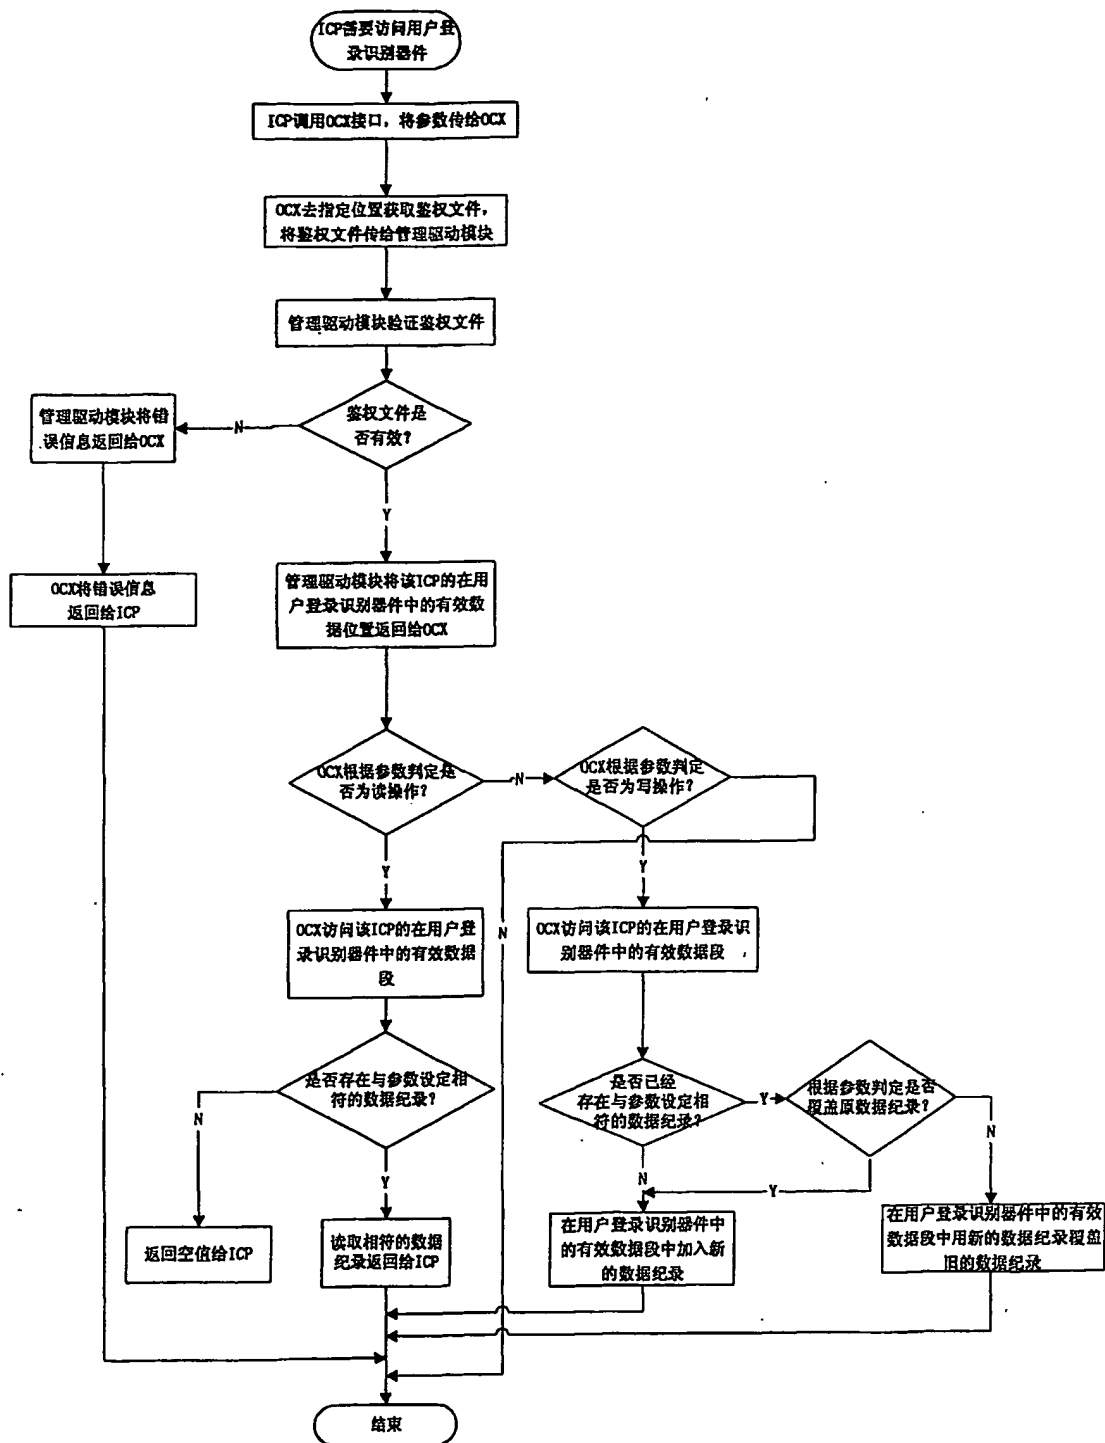 ICP需要访问用户登
录识别器件
ICP调用OCX接口，将参数传给OCX
OCX去指定位置获取鉴权文件，
将鉴权文件传给管理驱动模块
管理驱动模块验证鉴权文件
鉴权文件是
否有效？
N
管理驱动模块将错
误信息返回给OCX
Y
OCX将错误信息
返回给ICP
管理驱动模块将该ICP的在用
户登录识别器件中的有效数
据位置返回给OCX
OCX根据参数判定是
否为读操作？
N
OCX根据参数判定
是否为写操作？
Y
Y
N
OCX访问该ICP的在用户登
录识别器件中的有效数据
段
OCX访问该ICP的在用户登录识
别器件中的有效数据段
是否存在与参数设定相
符的数据纪录？
是否已经
存在与参数设定相
符的数据纪录？
Y
根据参数判定是否
覆盖原数据纪录？
N
Y
N
Y
N
返回空值给ICP
读取相符的数据
纪录返回给ICP
在用户登录识别器件中
的有效数据段中加入新
的数据纪录
在用户登录识别器件中的有效
数据段中用新的数据纪录覆盖
旧的数据纪录
结束